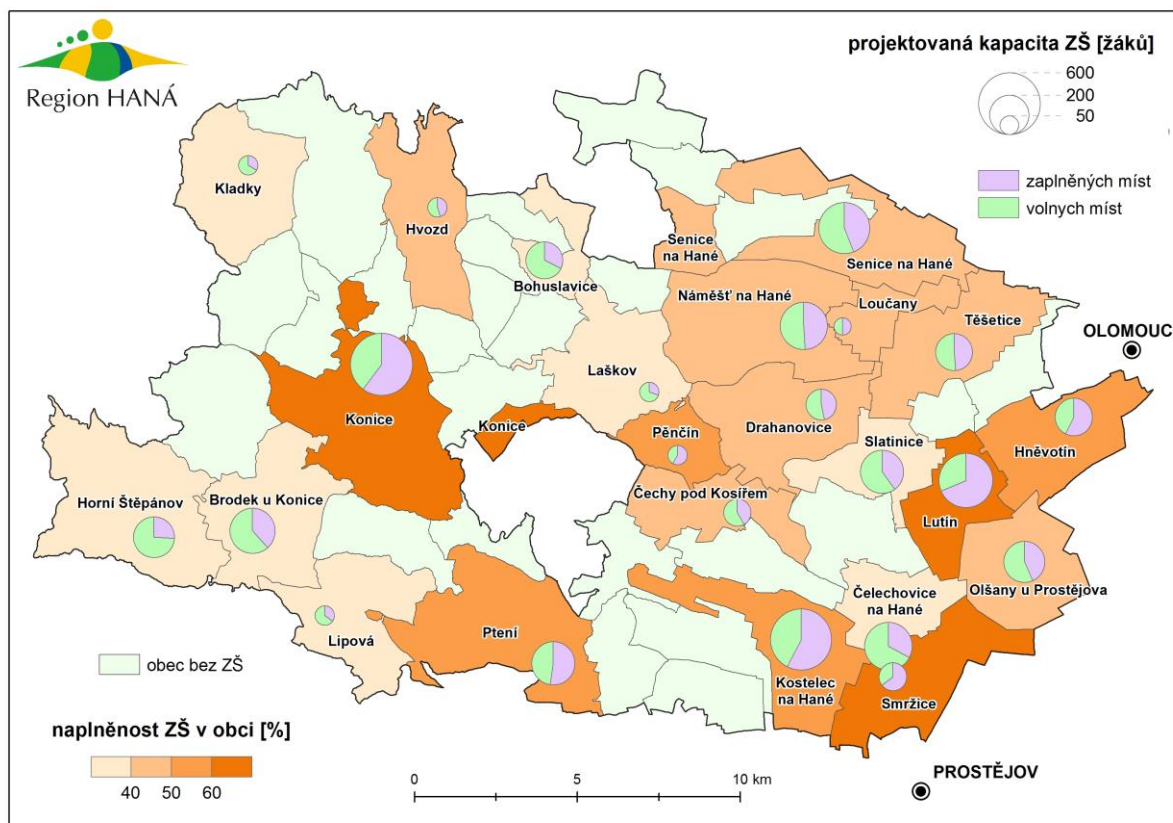 Region HANÁ
projektovaná kapacita ZŠ [žáků]
600
200
50
zaplněných míst
volnych míst
Kladky
Hvozd
Bohuslavice
Senice
na Hané
Senice na Hané
Náměšť na Hané
Loučany
Těšetice
OLOMOUC
Laškov
Konice
Konice
Pěnčín
Drahanovice
Slatinice
Hněvotín
Horní Štěpánov
Brodek u Konice
Čechy pod Kosířem
Lutín
Olšany u Prostějova
Čelechovice
na Hané
Lipová
Ptení
Kostelec
na Hané
Smržice
obec bez ZŠ
naplněnost ZŠ v obci [%]
40 50 60
0 5 10 km
PROSTĚJOV